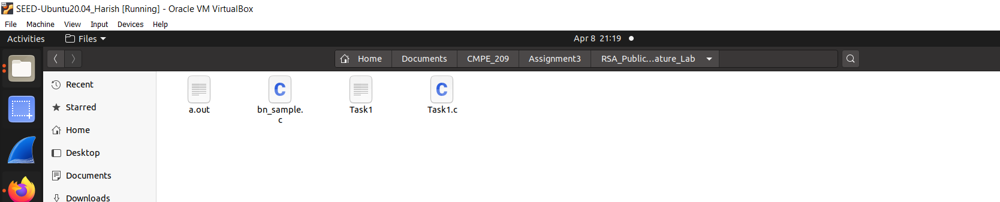 SEED-Ubuntu20.04_Harish [Running] - Oracle VM VirtualBox
File Machine View Input Devices Help
Activities Files Apr 8 21:19
Home Documents CMPE_209 Assignment3 RSA_Public...ature_Lab
Recent
Starred
Home
Desktop
Documents
Downloads
a.out
bn_sample.
c
Task1
C
Task1.c